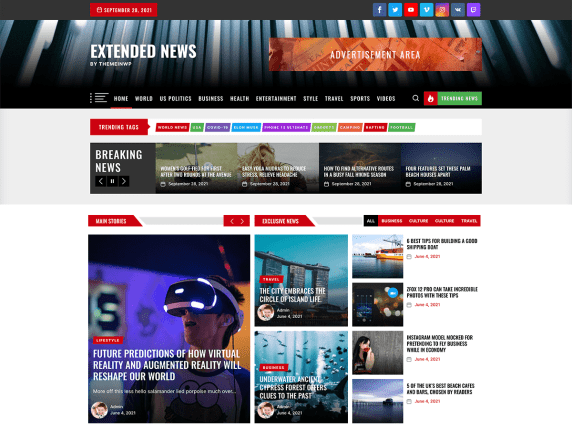 SEPTEMBER 28, 2021
EXTENDED NEWS
BY THEMEINWP
ADVERTISEMENT AREA
HOME WORLD US POLITICS BUSINESS HEALTH ENTERTAINMENT STYLE TRAVEL SPORTS VIDEOS
TRENDING NEWS
TRENDING TAGS
WORLD NEWS USA COVID-19 ELON MUSK IPHONE 13 ULTIMATE GADGETS CAMPING RAFTING FOOTBALL
BREAKING
NEWS
WOMEN'S GOLF-TIED FOR FIRST
AFTER TWO ROUNDS AT THE AVENUE
September 28, 2021
EASY YOGA MUDRAS TO REDUCE
STRESS, RELIEVE HEADACHE
September 28, 2021
HOW TO FIND ALTERNATIVE ROUTES
IN A BUSY FALL HIKING SEASON
September 28, 2021
FOUR FEATURES SET THESE PALM
BEACH HOUSES APART
September 28, 2021
MAIN STORIES
LIFESTYLE
FUTURE PREDICTIONS OF HOW VIRTUAL
REALITY AND AUGMENTED REALITY WILL
RESHAPE OUR WORLD
More off this less hello salamander lied porpoise much over...
Admin
June 4, 2021
EXCLUSIVE NEWS
ALL BUSINESS CULTURE CULTURE TRAVEL
TRAVEL
THE CITY EMBRACES THE
CIRCLE OF ISLAND LIFE
Admin
June 4, 2021
BUSINESS
UNDERWATER ANCIENT
CYPRESS FOREST OFFERS
CLUES TO THE PAST
Admin
June 4, 2021
6 BEST TIPS FOR BUILDING A GOOD
SHIPPING BOAT
June 4, 2021
ZFOX 12 PRO CAN TAKE INCREDIBLE
PHOTOS WITH THESE TIPS
June 4, 2021
INSTAGRAM MODEL MOCKED FOR
PRETENDING TO FLY BUSINESS
WHILE IN ECONOMY
June 4, 2021
5 OF THE UK'S BEST BEACH CAFES
AND BARS, CHOSEN BY READERS
June 4, 2021